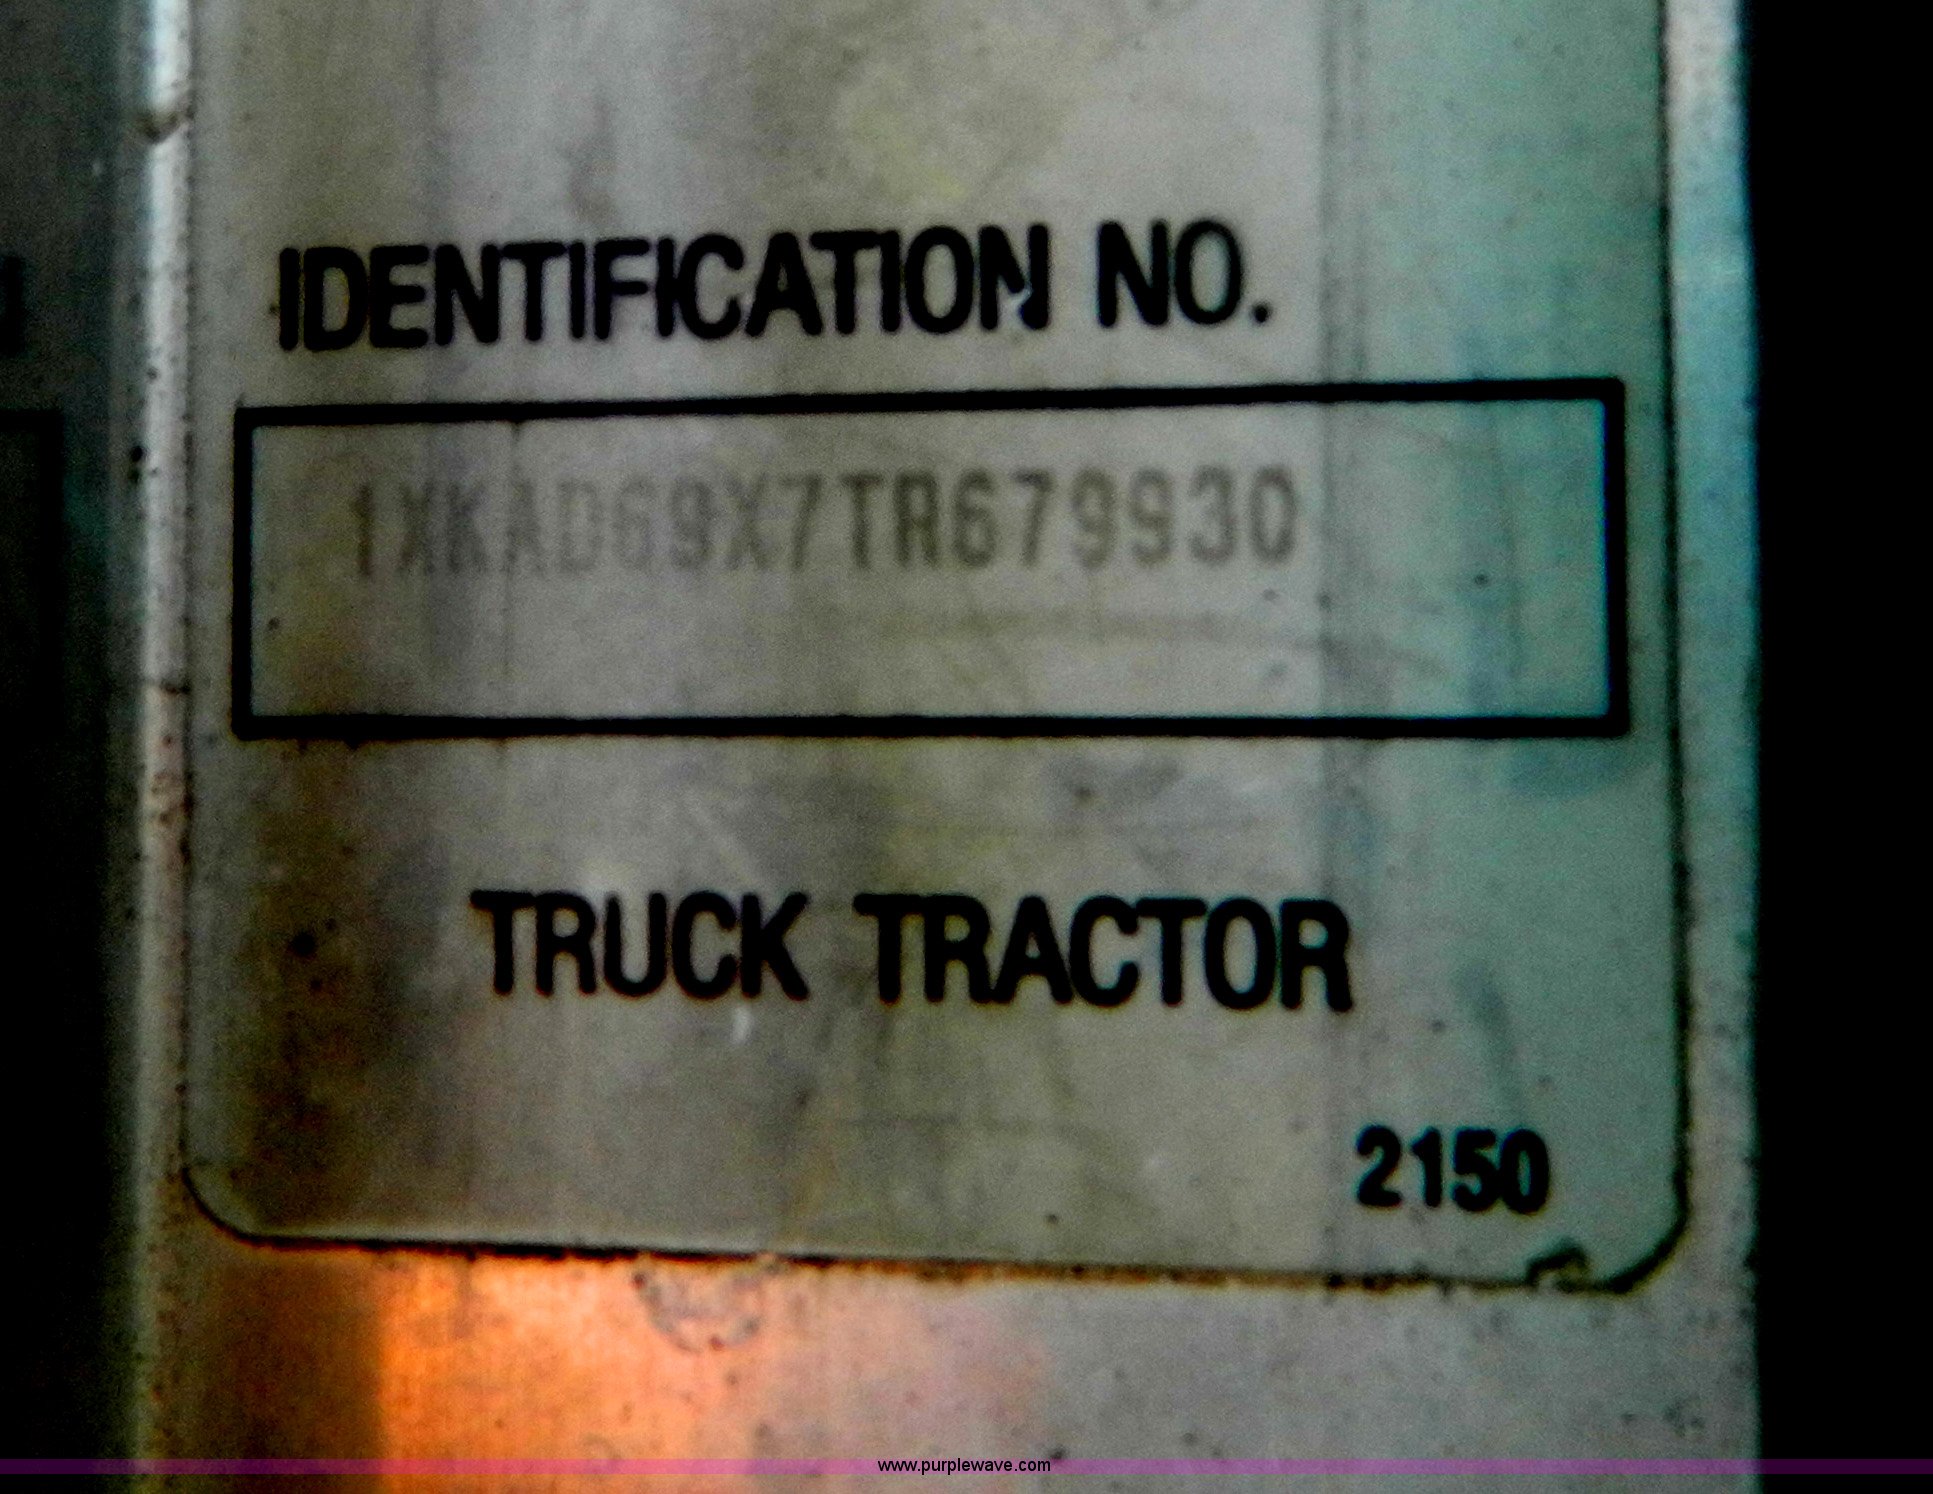 IDENTIFICATION NO.
1XKAD69X7TR679930
TRUCK TRACTOR
2150
www.purplewave.com